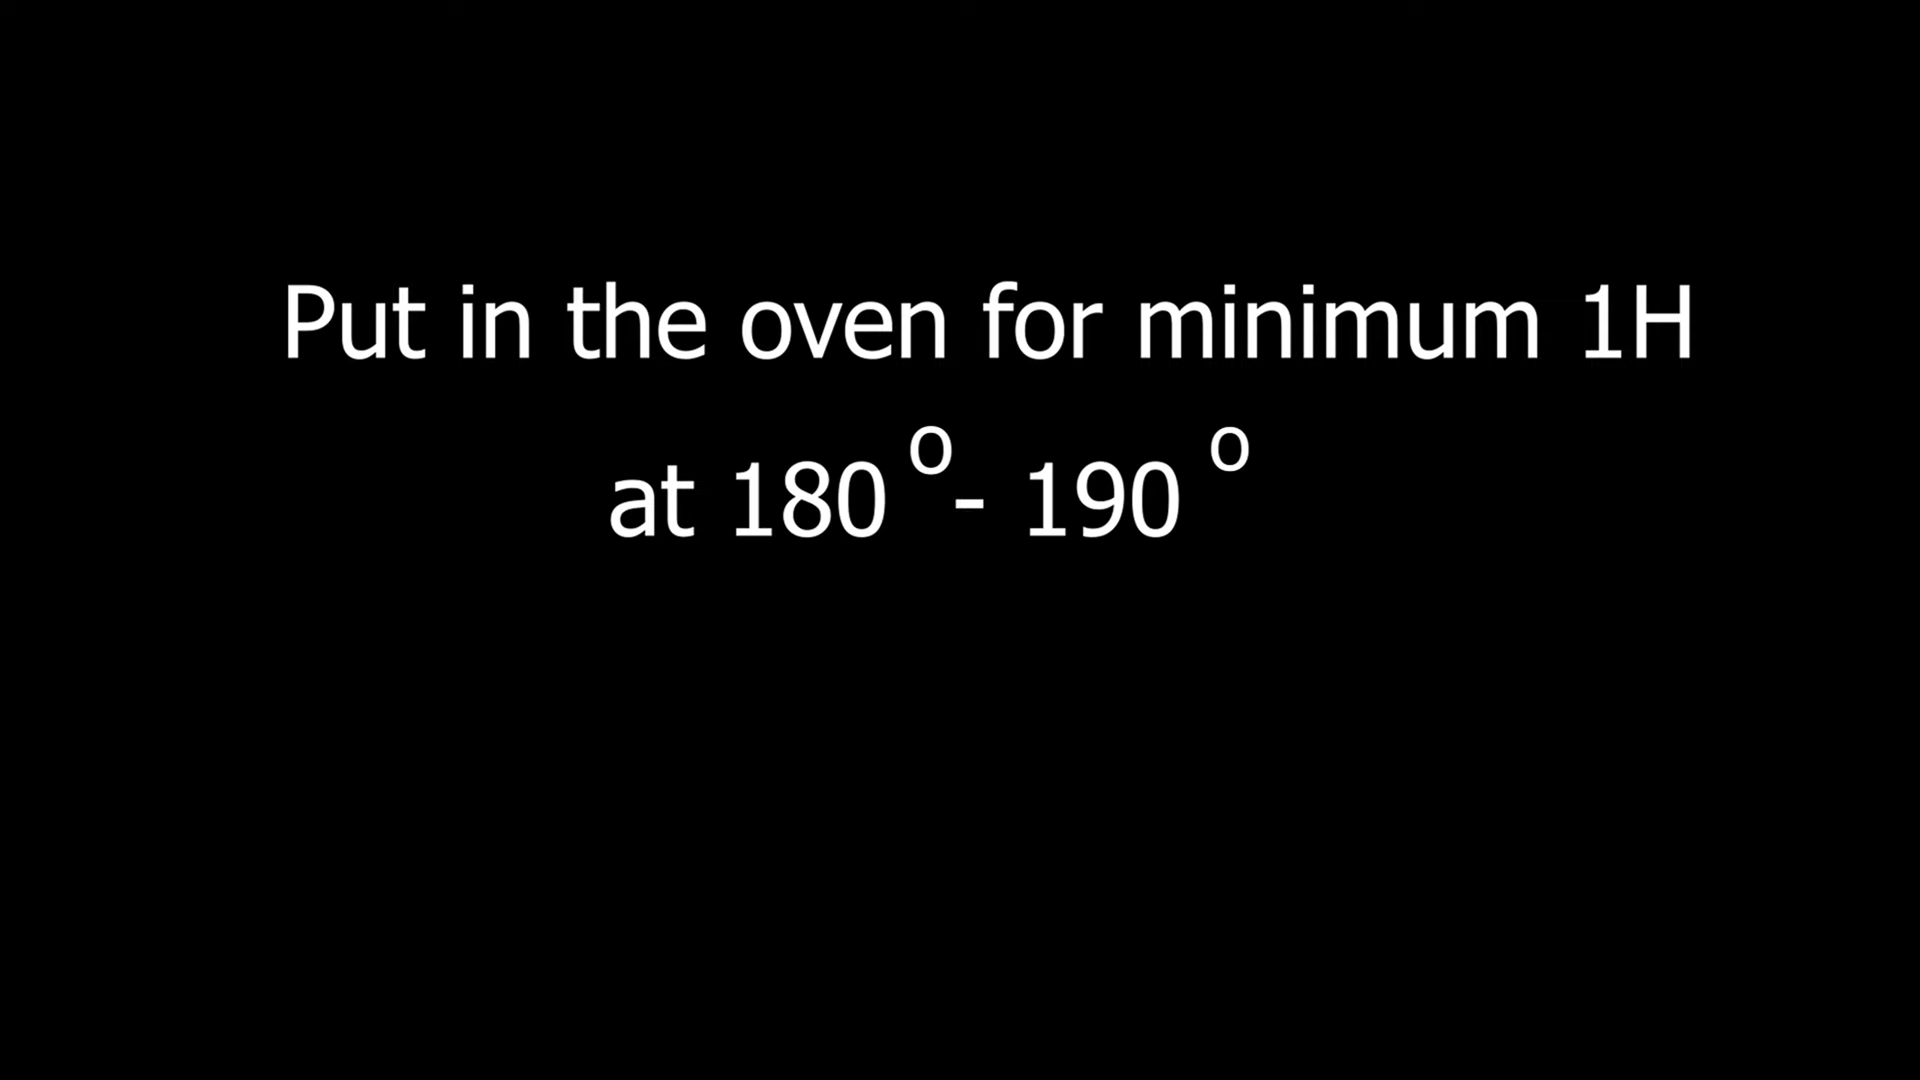 Put in the oven for minimum 1H
at 180 º- 190 º